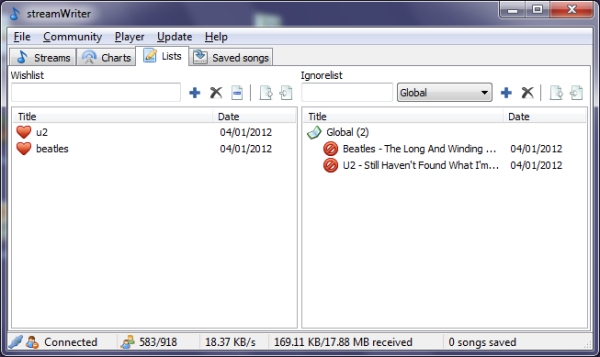 streamWriter
File Community Player Update Help
Streams Charts Lists Saved songs
Wishlist
Ignorelist
Global
Title Date
u2 04/01/2012
beatles 04/01/2012
Title Date
Global (2)
Beatles - The Long And Winding ... 04/01/2012
U2 - Still Haven't Found What I'm... 04/01/2012
Connected 583/918 18.37 KB/s 169.11 KB/17.88 MB received 0 songs saved